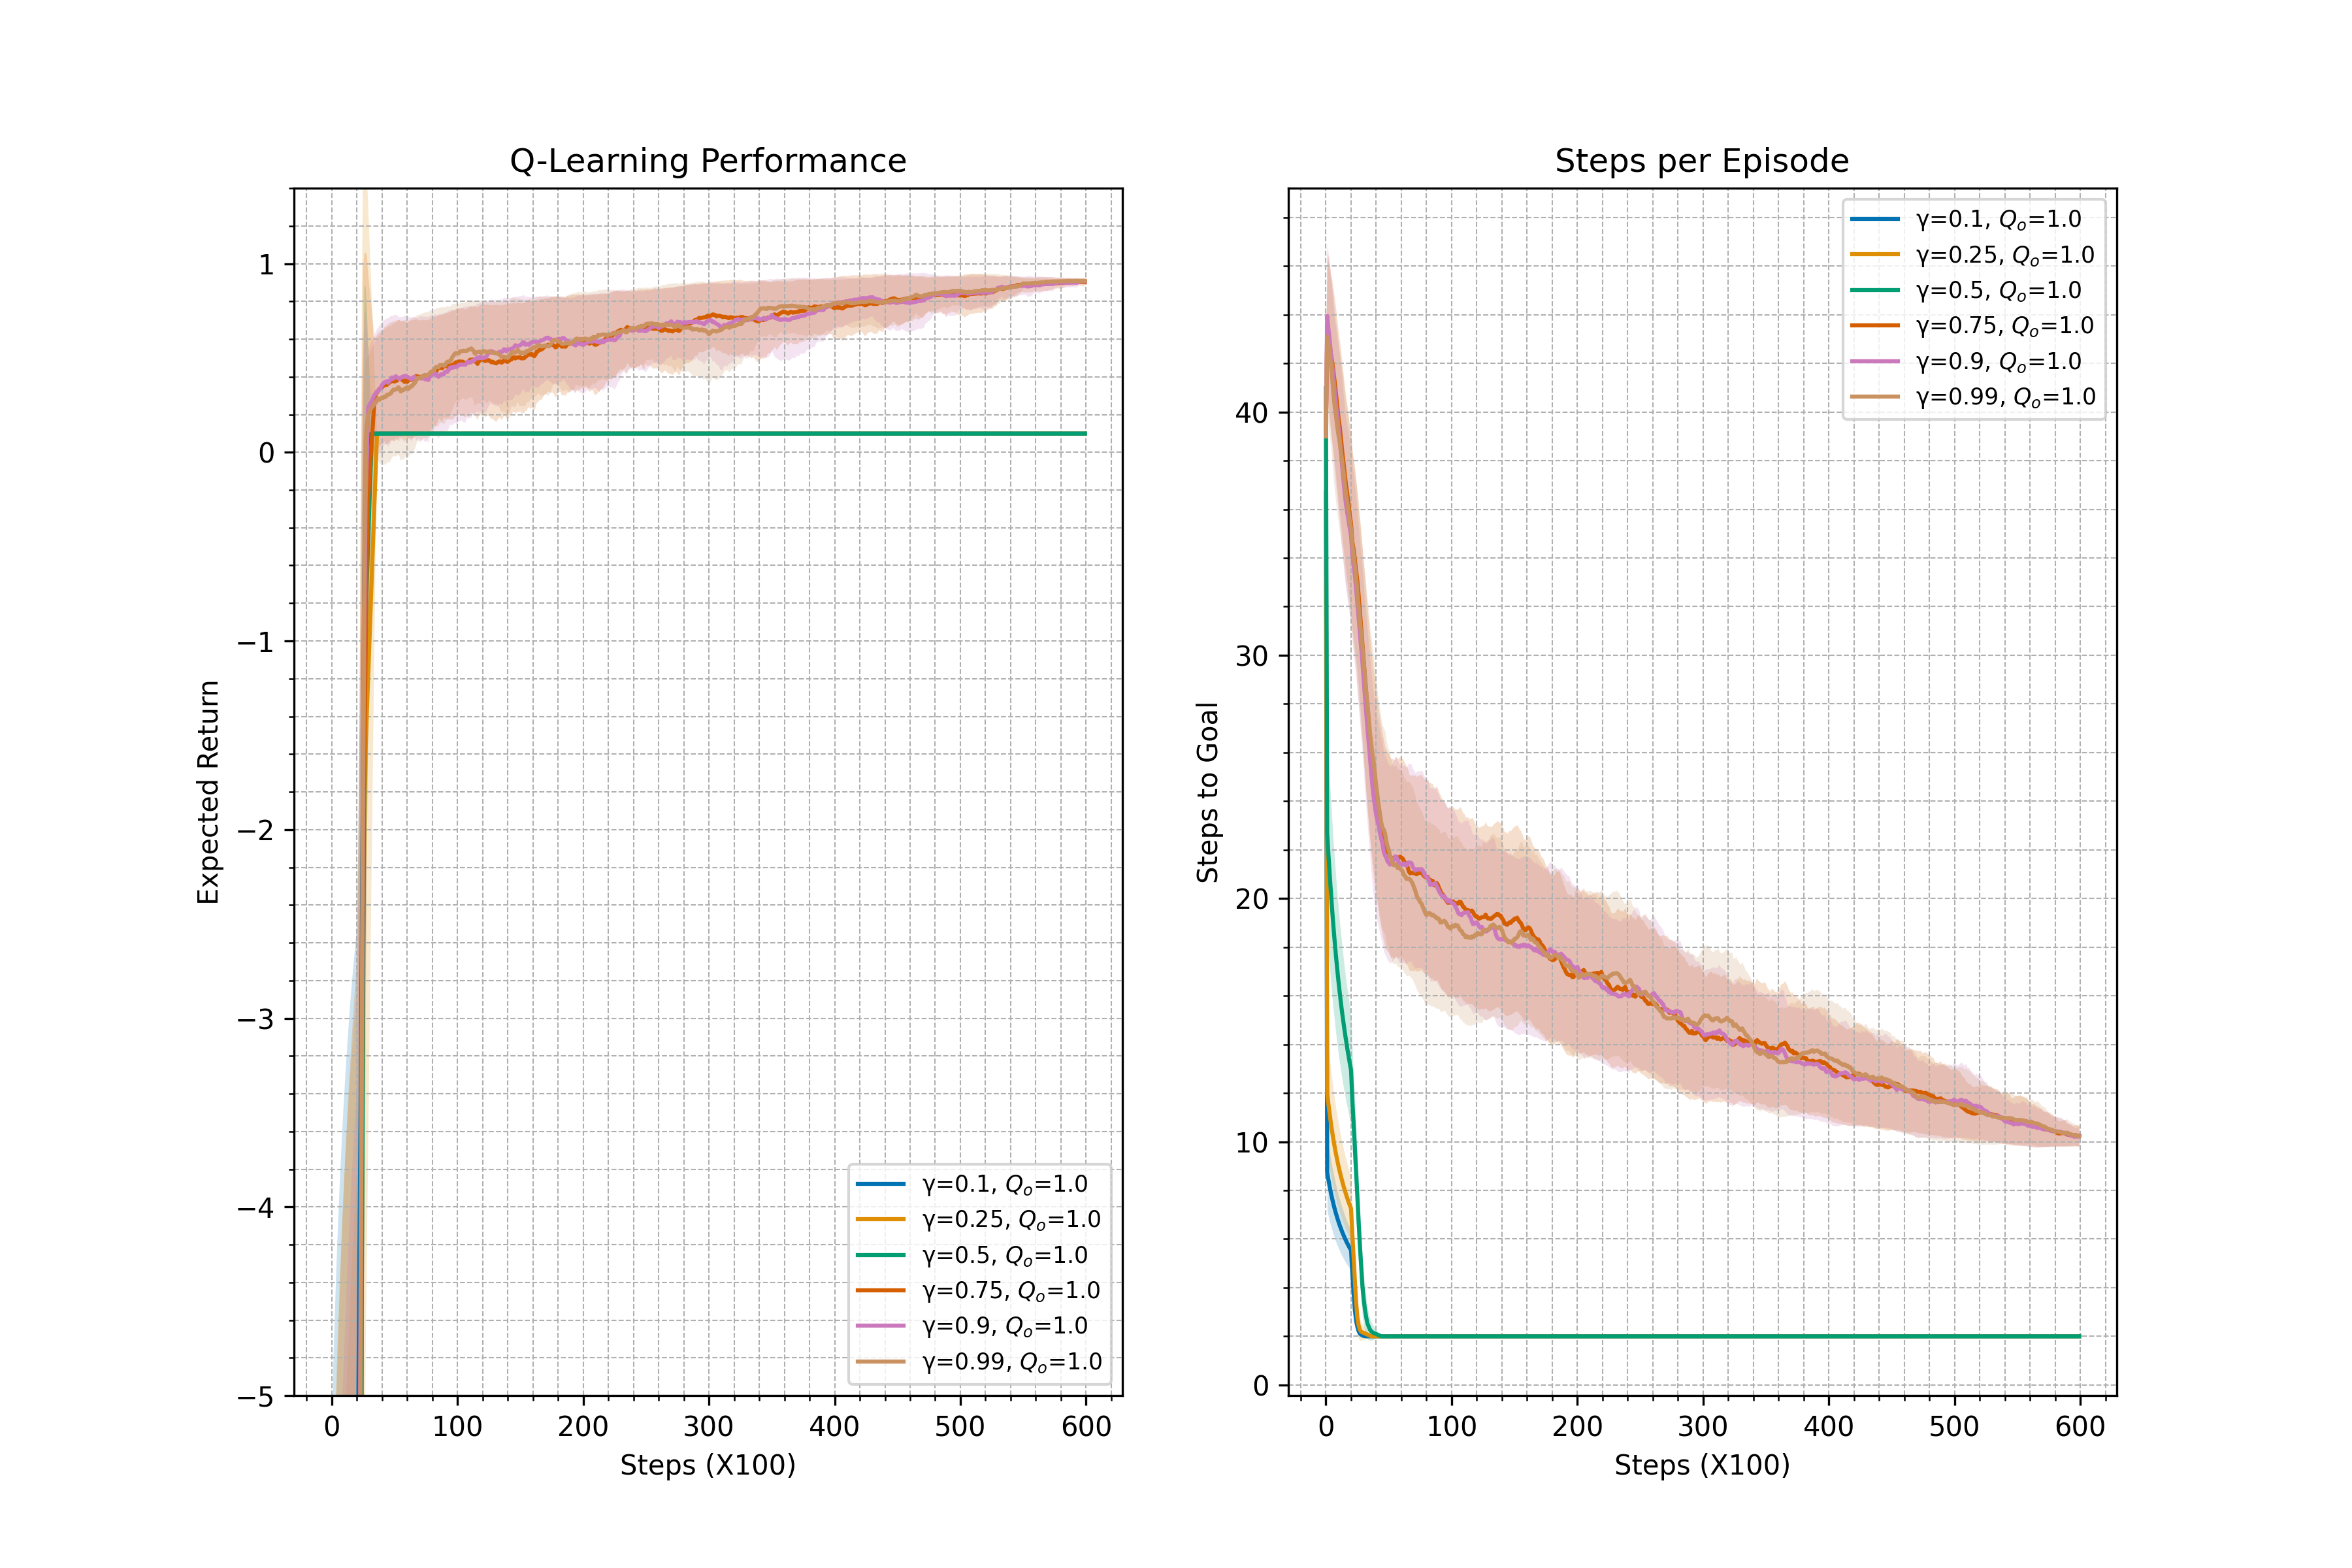 Q-Learning Performance
Expected Return
1
0
−1
−2
−3
−4
−5
0 100 200 300 400 500 600
Steps (X100)
γ=0.1, Qₒ=1.0
γ=0.25, Qₒ=1.0
γ=0.5, Qₒ=1.0
γ=0.75, Qₒ=1.0
γ=0.9, Qₒ=1.0
γ=0.99, Qₒ=1.0
Steps per Episode
Steps to Goal
40
30
20
10
0
0 100 200 300 400 500 600
Steps (X100)
γ=0.1, Qₒ=1.0
γ=0.25, Qₒ=1.0
γ=0.5, Qₒ=1.0
γ=0.75, Qₒ=1.0
γ=0.9, Qₒ=1.0
γ=0.99, Qₒ=1.0